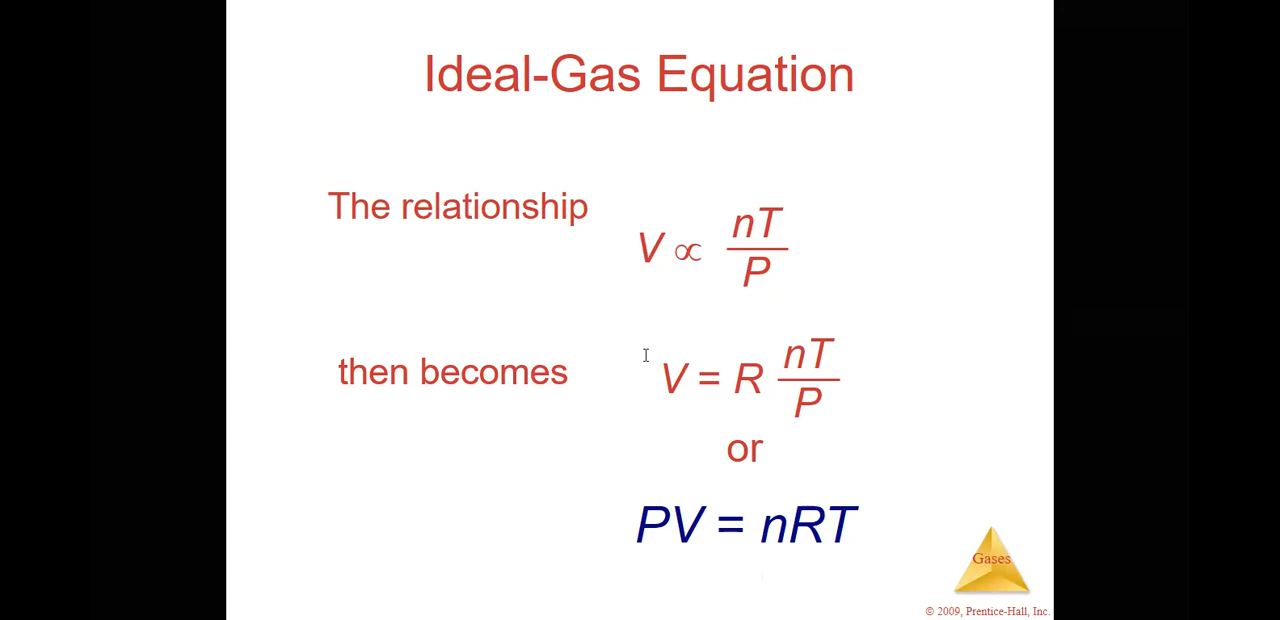 Ideal-Gas Equation
The relationship
V ∝ nT/P
then becomes
V = R nT/P
or
PV = nRT
Gases
© 2009, Prentice-Hall, Inc.